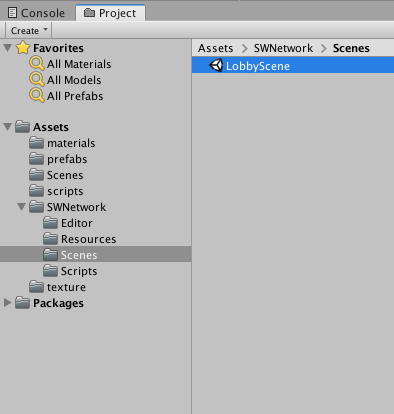 Console Project
Create
Favorites
All Materials
All Models
All Prefabs
Assets
materials
prefabs
Scenes
scripts
SWNetwork
Editor
Resources
Scenes
Scripts
texture
Packages
Assets > SWNetwork > Scenes
LobbyScene